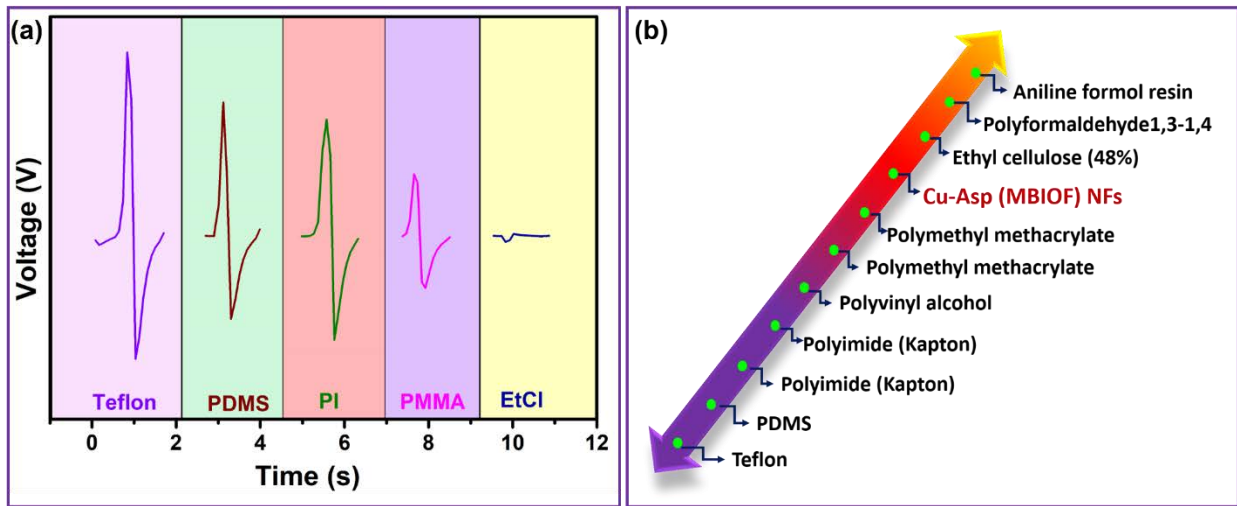 (a)
Voltage (V)
Teflon
PDMS
PI
PMMA
EtCl
0
2
4
6
8
10
12
Time (s)
(b)
Aniline formol resin
Polyformaldehyde1,3-1,4
Ethyl cellulose (48%)
Cu-Asp (MBIOF) NFs
Polymethyl methacrylate
Polymethyl methacrylate
Polyvinyl alcohol
Polyimide (Kapton)
Polyimide (Kapton)
PDMS
Teflon